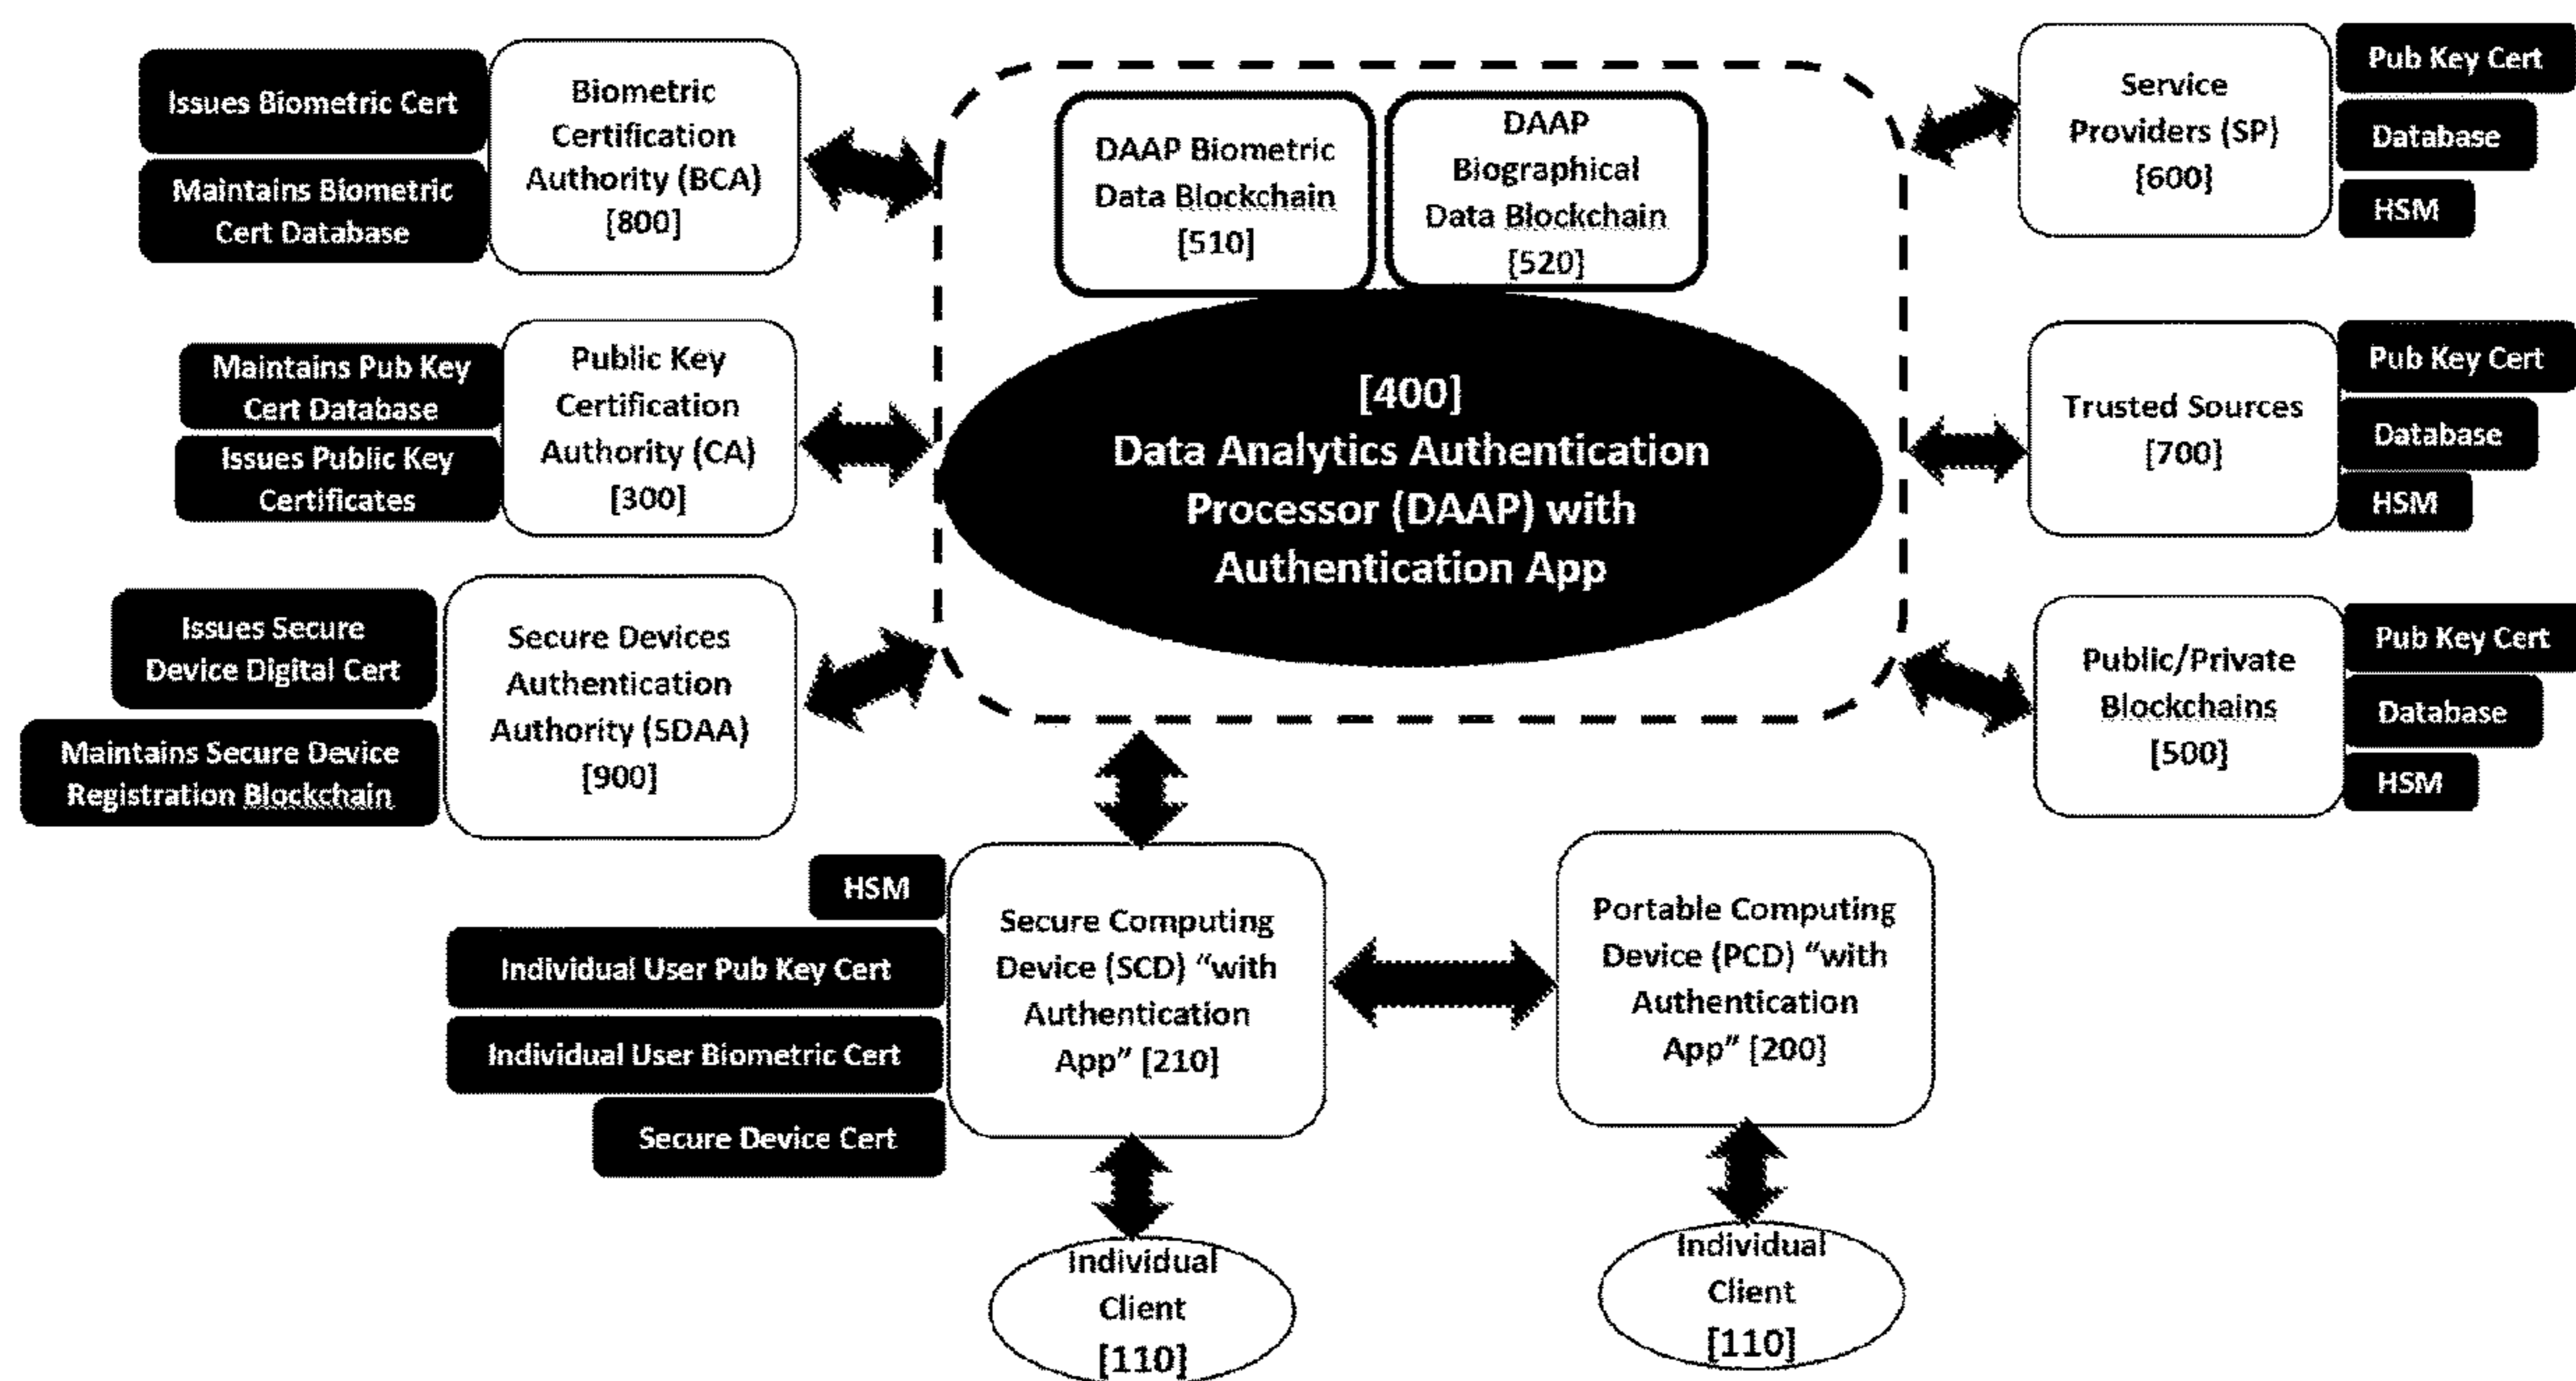 Issues Biometric Cert
Maintains Biometric
Cert Database
Biometric
Certification
Authority (BCA)
[800]
DAAP Biometric
Data Blockchain
[510]
DAAP
Biographical
Data Blockchain
[520]
Service
Providers (SP)
[600]
Pub Key Cert
Database
HSM
Maintains Pub Key
Cert Database
Issues Public Key
Certificates
Public Key
Certification
Authority (CA)
[300]
[400]
Data Analytics Authentication
Processor (DAAP) with
Authentication App
Trusted Sources
[700]
Pub Key Cert
Database
HSM
Issues Secure
Device Digital Cert
Maintains Secure Device
Registration Blockchain
Secure Devices
Authentication
Authority (SDAA)
[900]
Public/Private
Blockchains
[500]
Pub Key Cert
Database
HSM
HSM
Individual User Pub Key Cert
Individual User Biometric Cert
Secure Device Cert
Secure Computing
Device (SCD) “with
Authentication
App” [210]
Portable Computing
Device (PCD) “with
Authentication
App” [200]
Individual
Client
[110]
Individual
Client
[110]